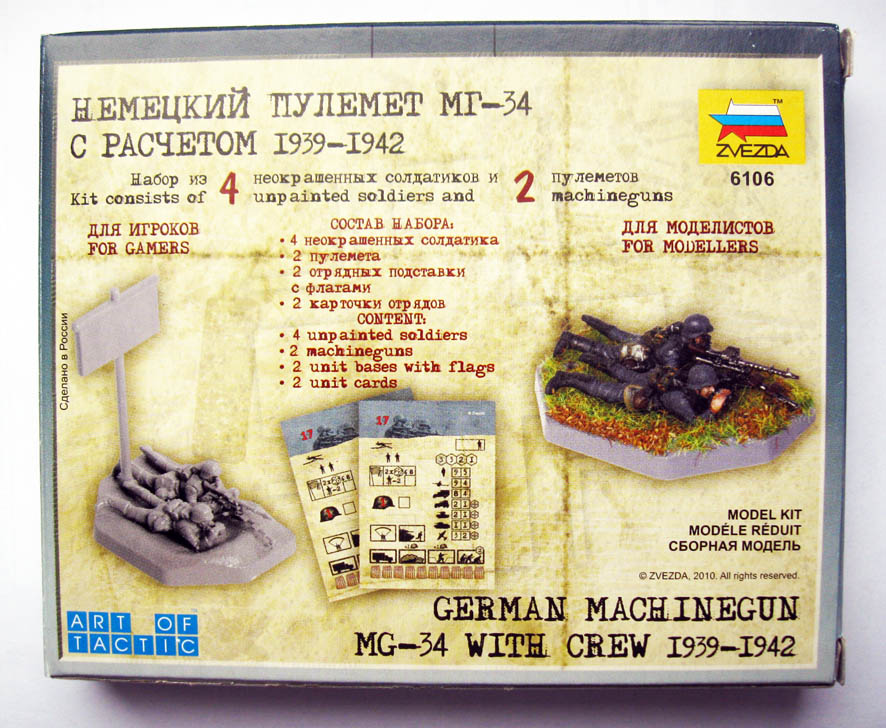 НЕМЕЦКИЙ ПУЛЕМЕТ МГ-34
С РАСЧЕТОМ 1939-1942
ZVEZDA
TM
6106
Набор из 4 неокрашенных солдатиков и 2 пулеметов
Kit consists of 4 unpainted soldiers and 2 machineguns
ДЛЯ ИГРОКОВ
FOR GAMERS
СОСТАВ НАБОРА:
• 4 неокрашенных солдатика
• 2 пулемета
• 2 отрядных подставки
с флагами
• 2 карточки отрядов
CONTENT:
• 4 unpainted soldiers
• 2 machineguns
• 2 unit bases with flags
• 2 unit cards
ДЛЯ МОДЕЛИСТОВ
FOR MODELLERS
Сделано в России
17
17
MODEL KIT
MODÉLE RÉDUIT
СБОРНАЯ МОДЕЛЬ
© ZVEZDA, 2010. All rights reserved.
ART OF
TACTIC
GERMAN MACHINEGUN
MG-34 WITH CREW 1939-1942